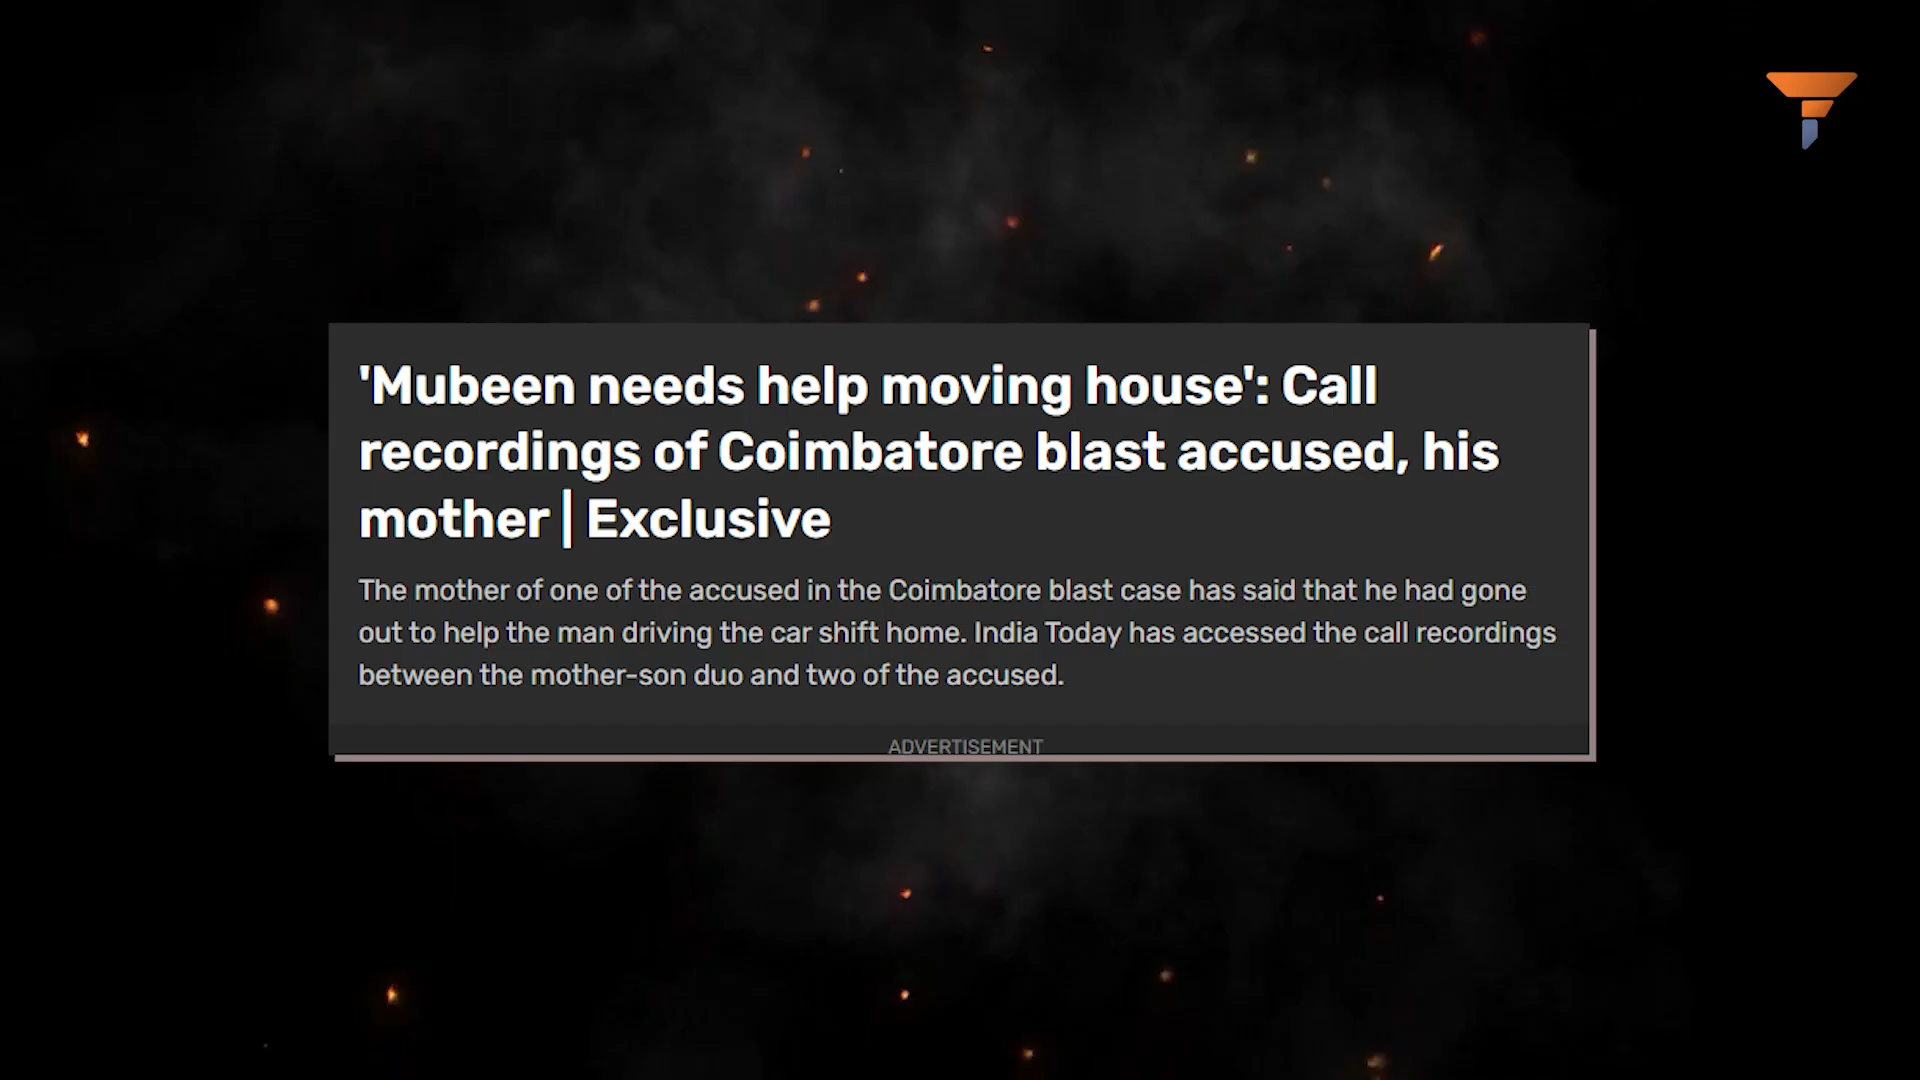 'Mubeen needs help moving house': Call
recordings of Coimbatore blast accused, his
mother | Exclusive
The mother of one of the accused in the Coimbatore blast case has said that he had gone
out to help the man driving the car shift home. India Today has accessed the call recordings
between the mother-son duo and two of the accused.
ADVERTISEMENT